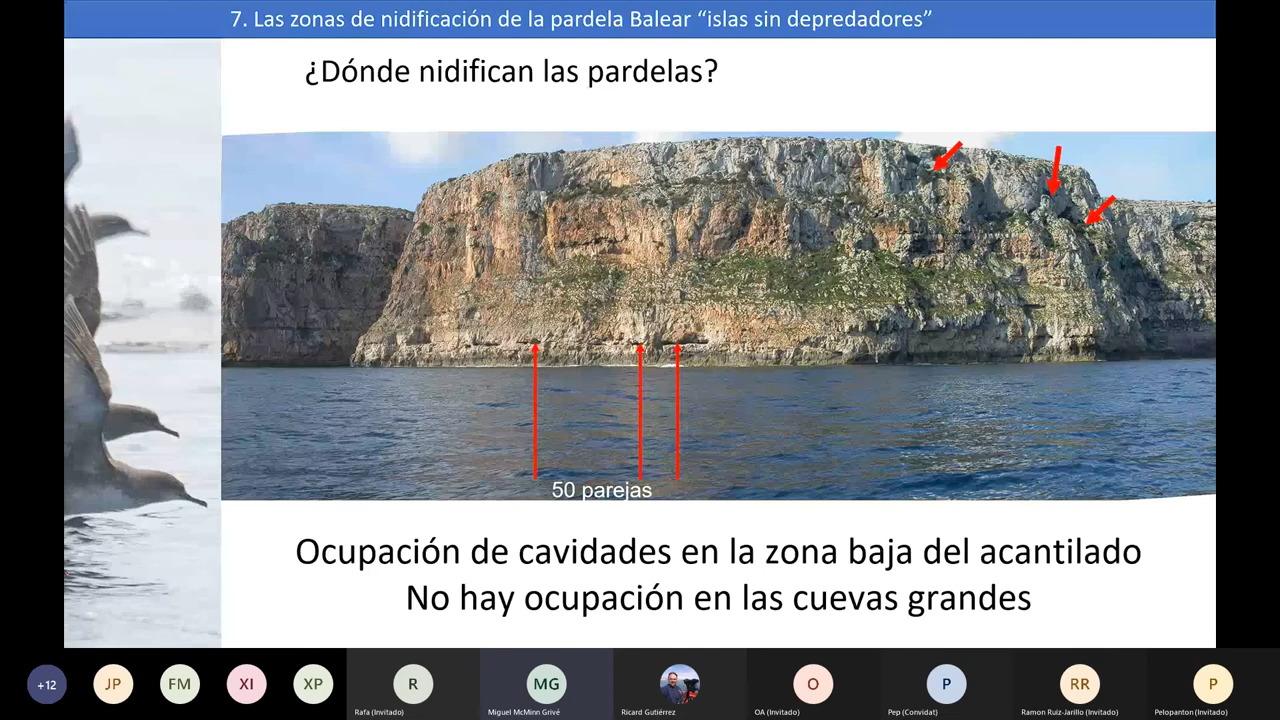 7. Las zonas de nidificación de la pardela Balear “islas sin depredadores”
¿Dónde nidifican las pardelas?
50 parejas
Ocupación de cavidades en la zona baja del acantilado
No hay ocupación en las cuevas grandes
+12
JP
FM
XI
XP
R
MG
O
P
RR
P
Rafa (Invitado)
Miguel McMinn Grivé
Ricard Gutiérrez
OA (Invitado)
Pep (Convidat)
Ramon Ruiz-Jarillo (Invitado)
Pelopanton (Invitado)